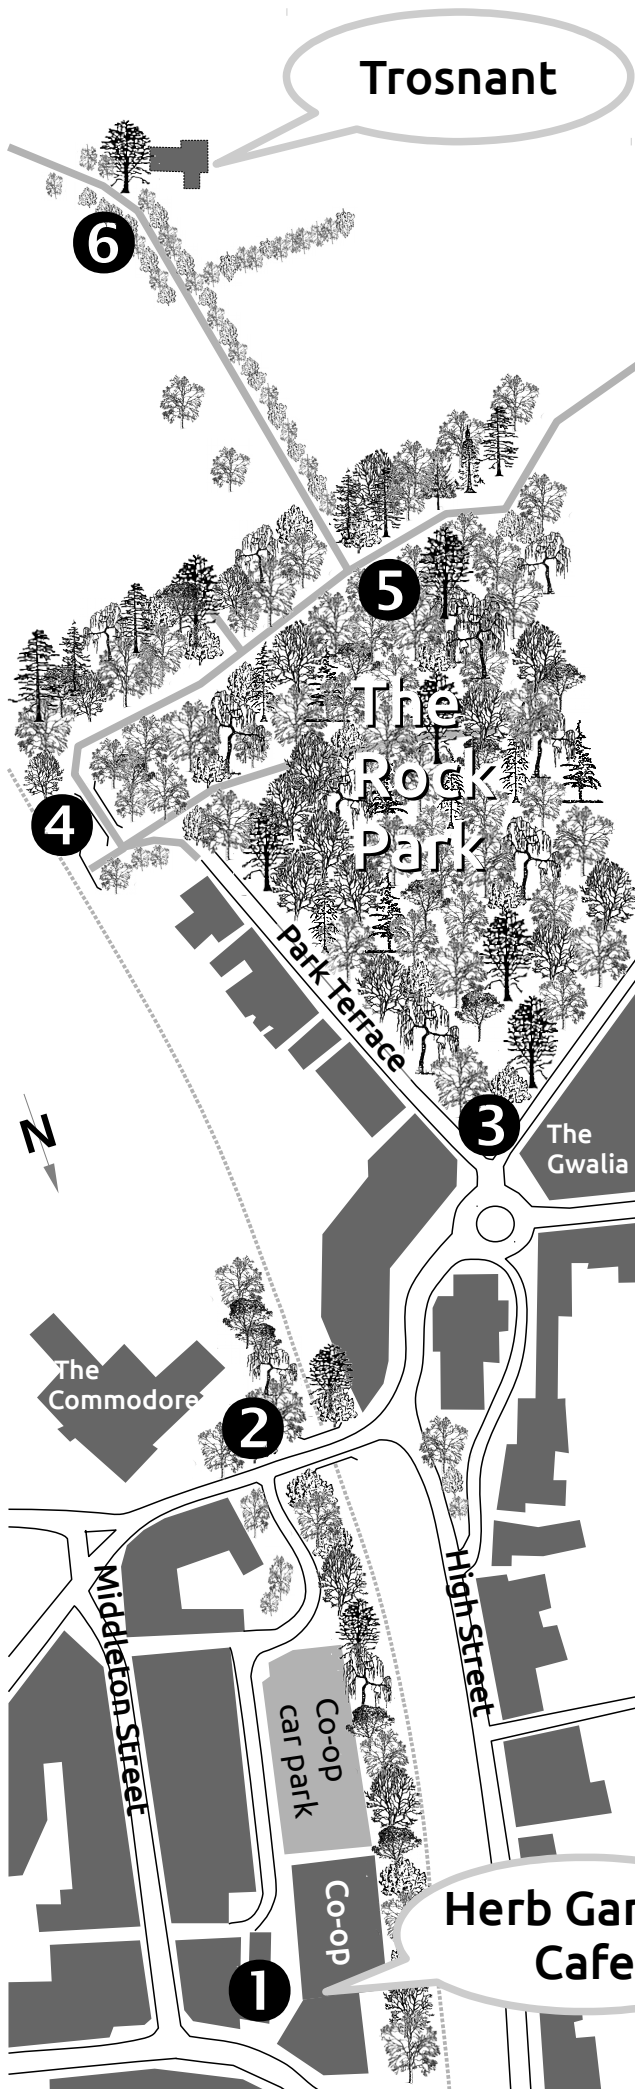 Trosnant
6
5
The
Rock
Park
4
Park Terrace
3
The
Gwalia
N
The
Commodore
2
High Street
Middleton Street
Co-op
car park
Co-op
Herb Gar
Cafe
1